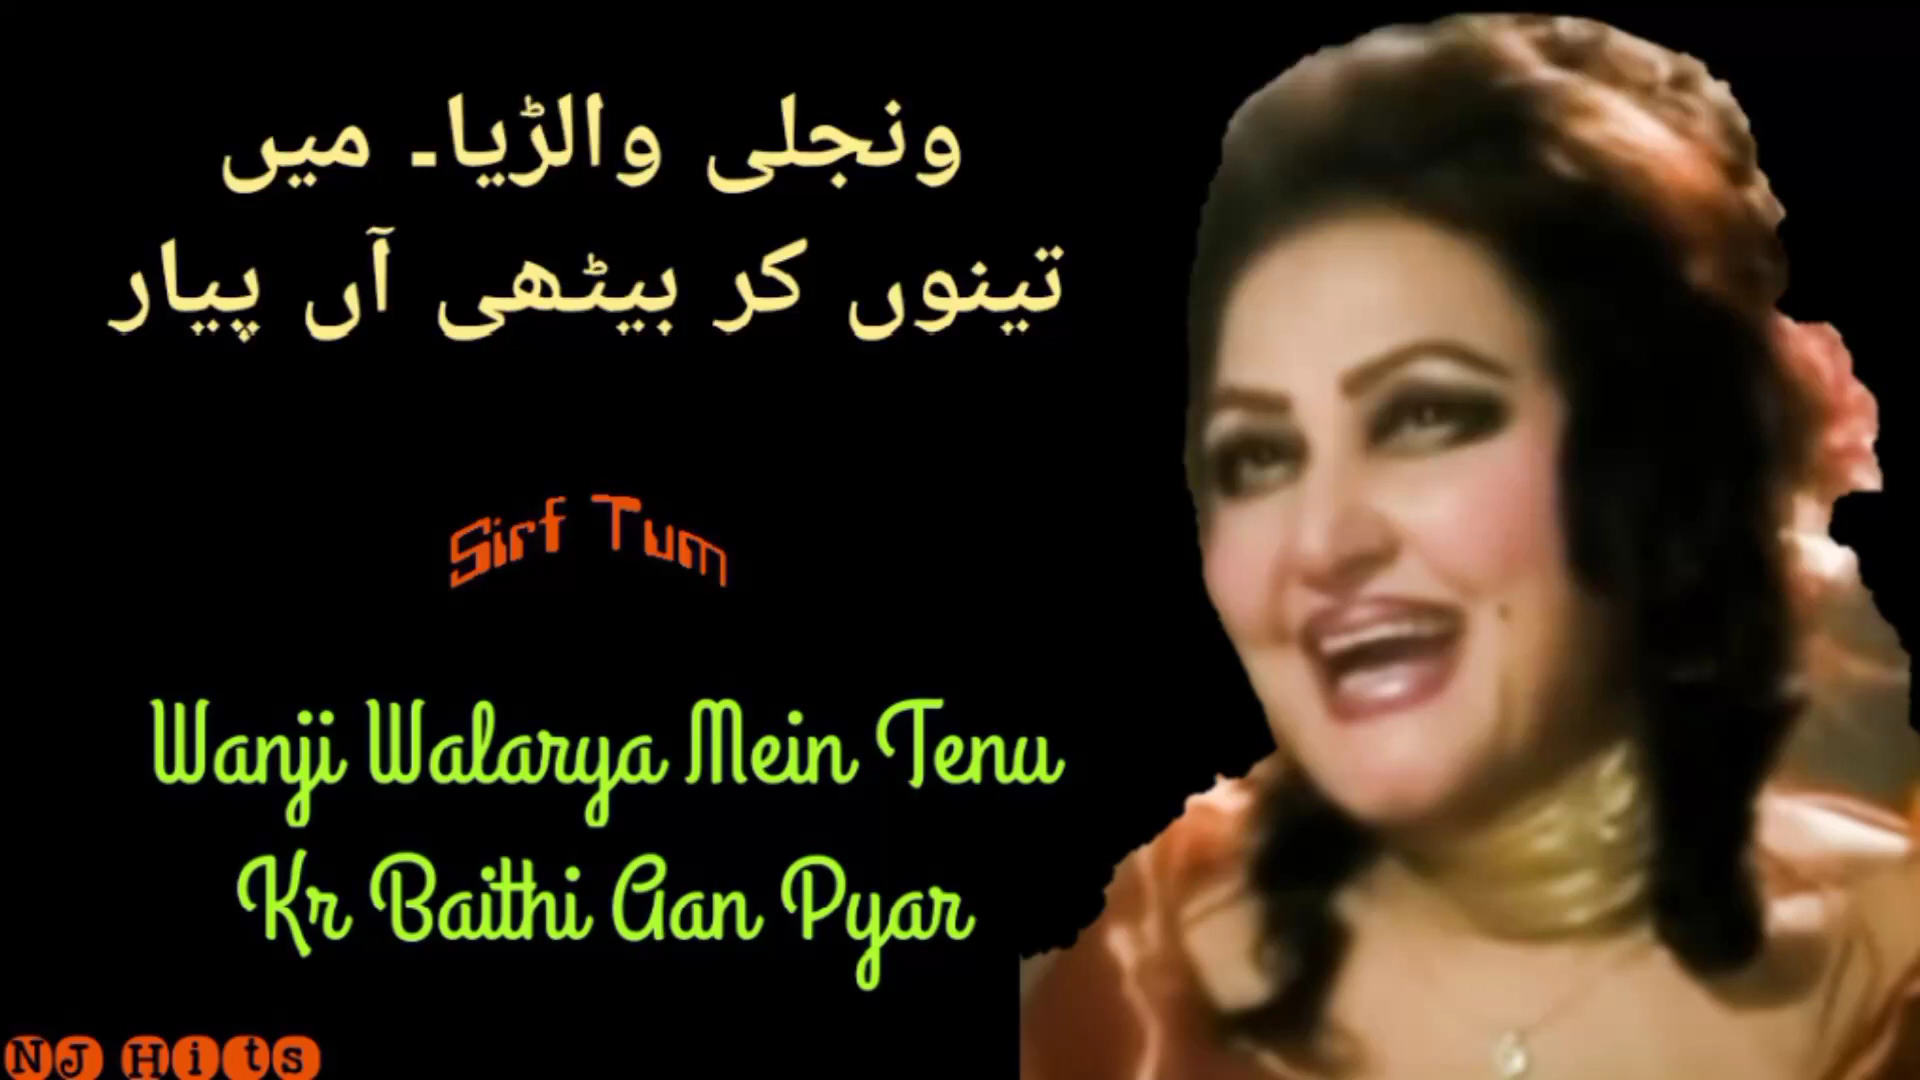 ونجلی والڑیا۔ میں
تینوں کر بیٹھی آں پیار
Sirf Tum
Wanji Walarya Mein Tenu
Kr Baithi Aan Pyar
NJ Hits